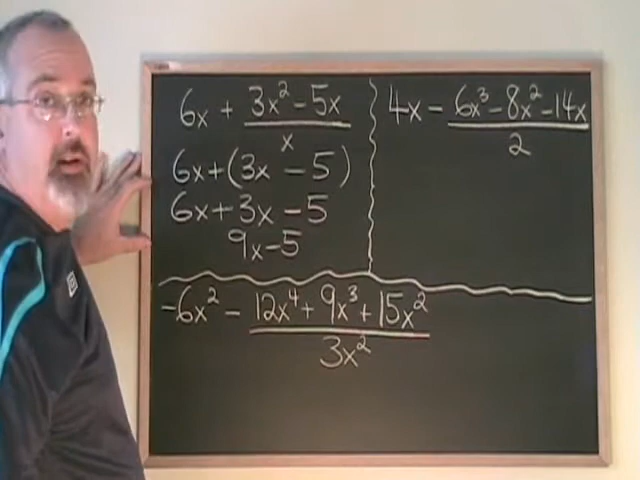 6x + (3x² - 5x)/x
6x+(3x - 5)
6x+3x - 5
9x-5
4x - (6x³-8x²-14x)/2
-6x² - (12x⁴+9x³+15x²)/3x²